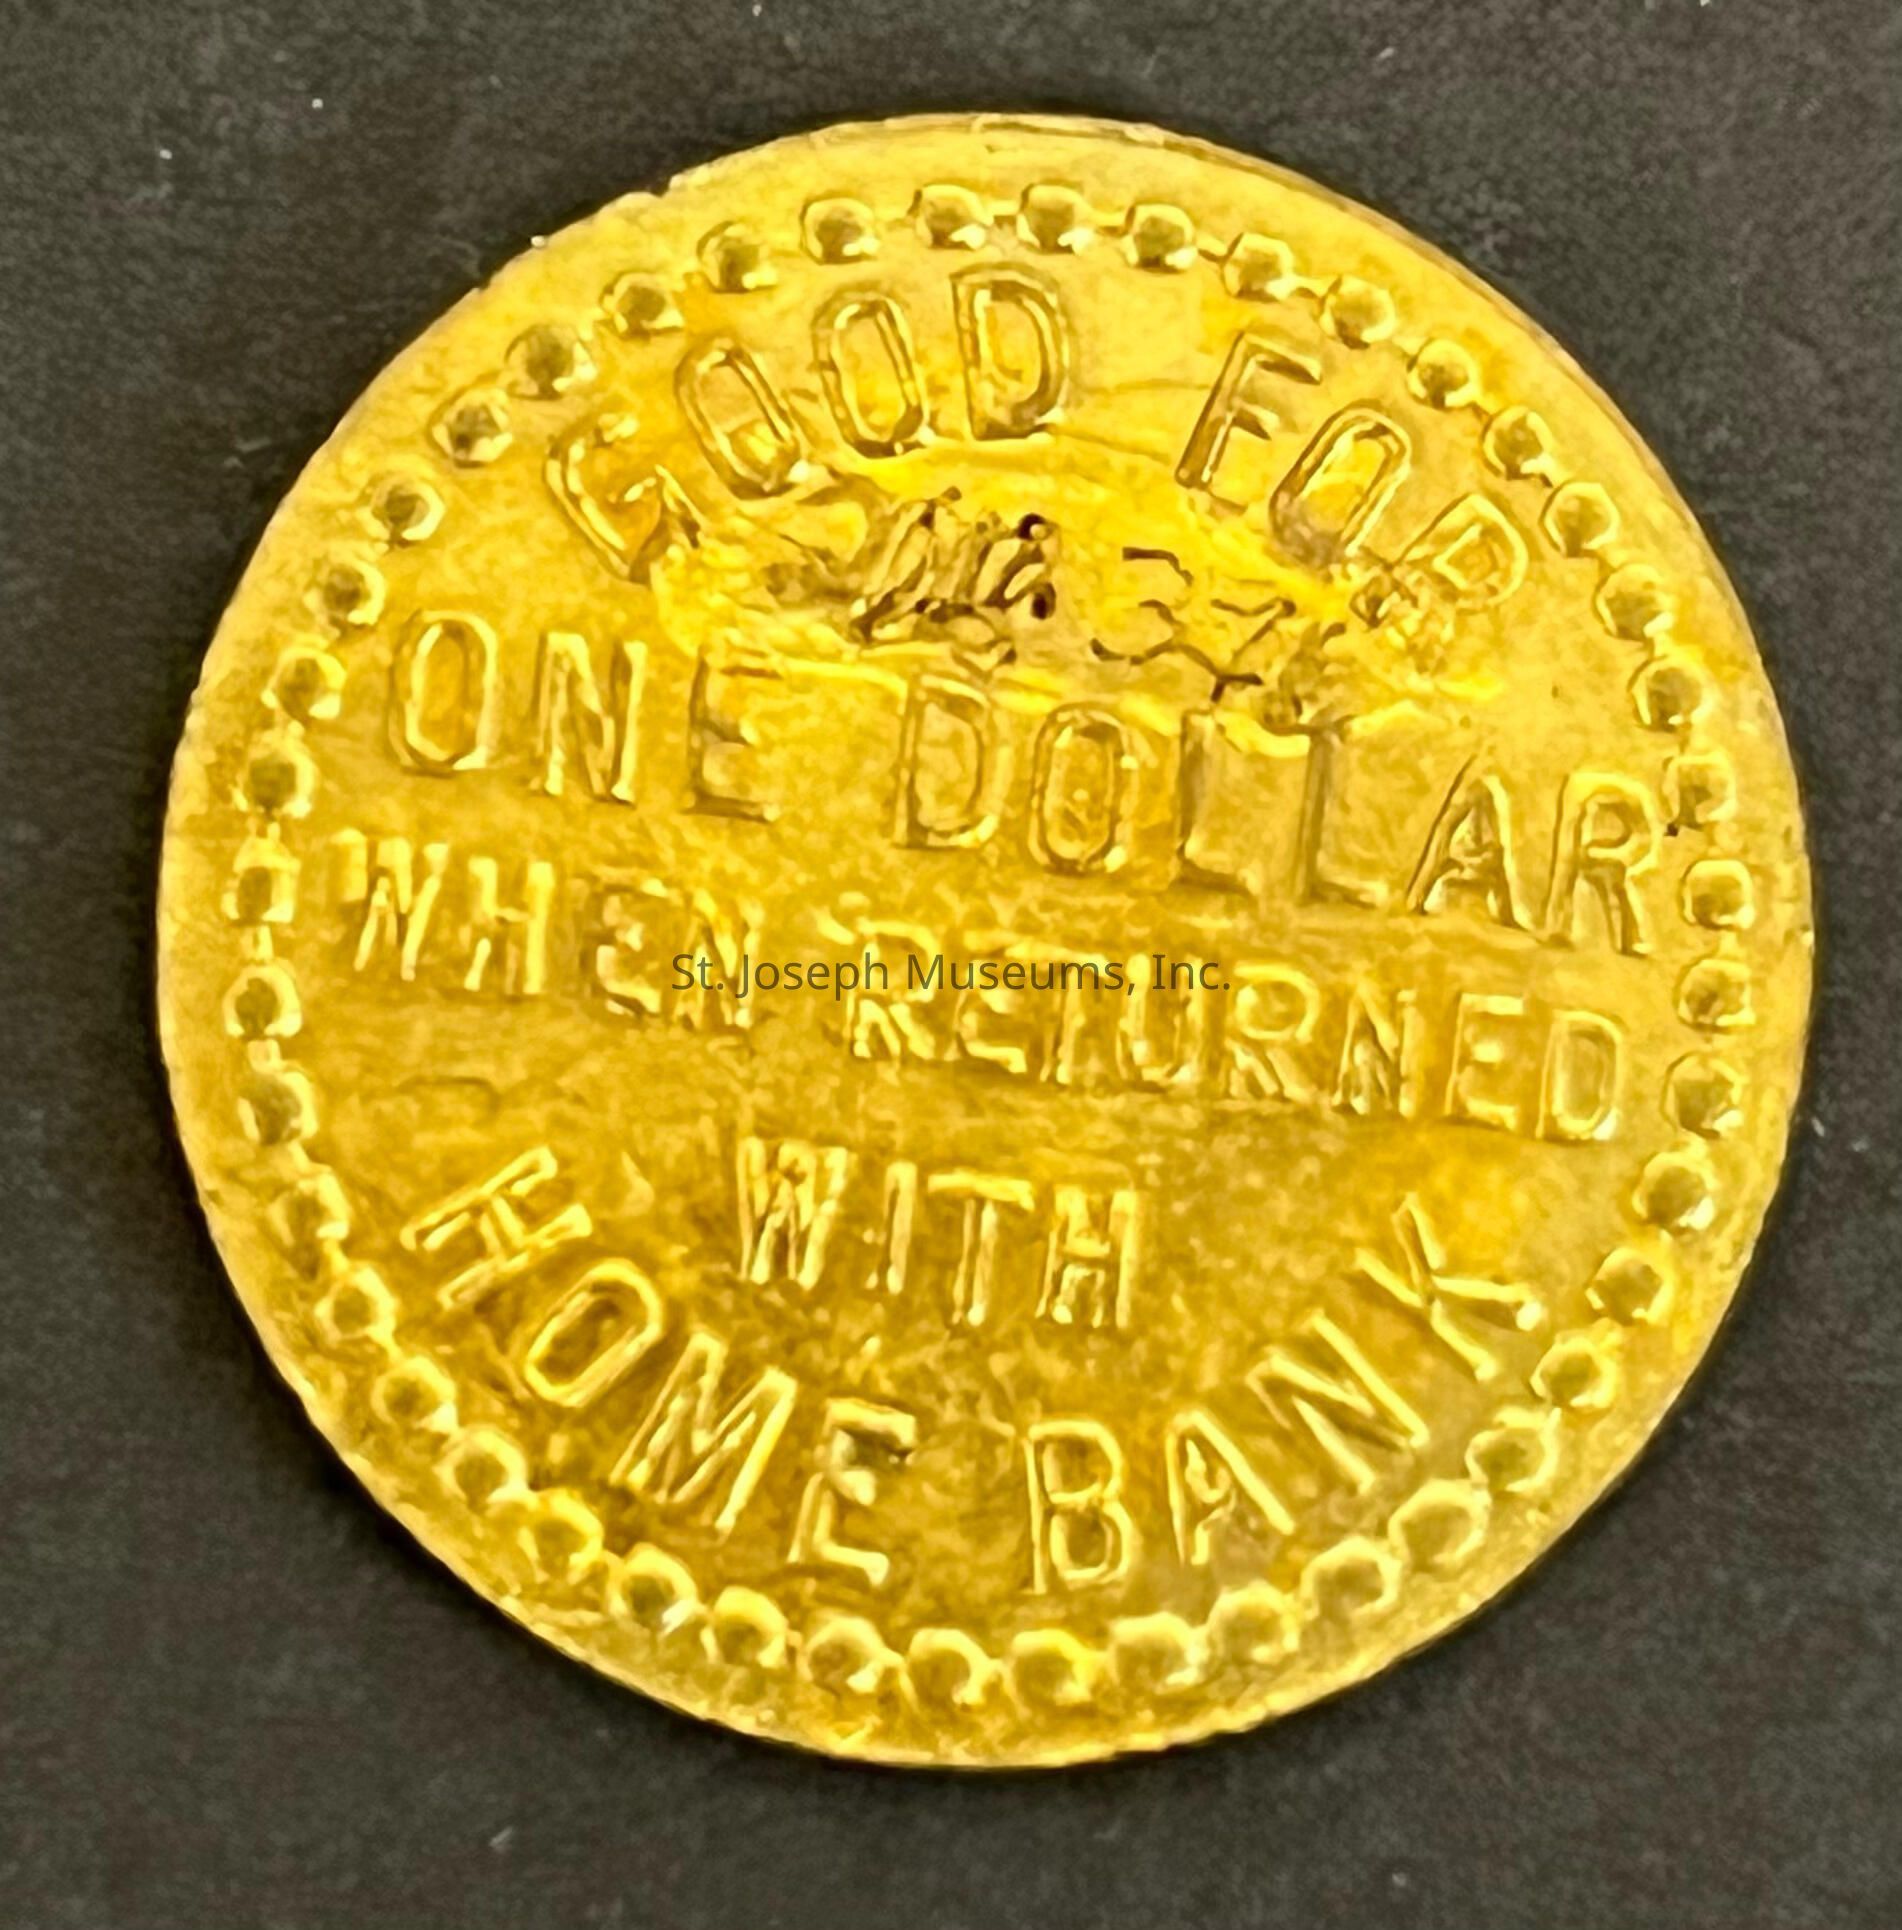 GOOD FOR
ONE DOLLAR
WHEN RETURNED
WITH
HOME BANK
St. Joseph Museums, Inc.